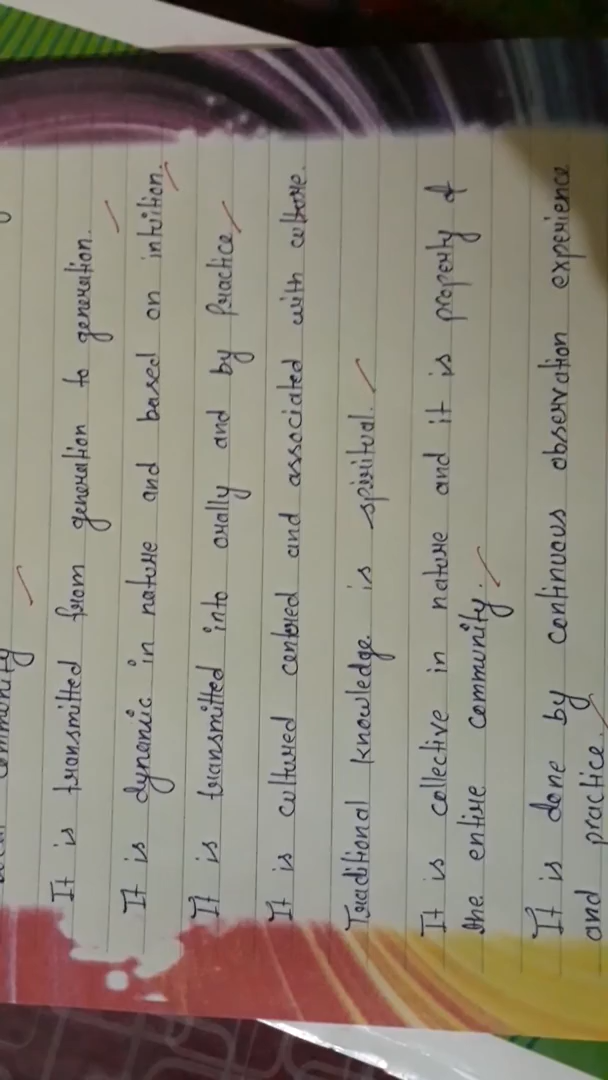 community
It is transmitted from generation to generation.
It is dynamic in nature and based on intuition.
It is transmitted into orally and by Practice
It is cultured centred and associated with culture.
Traditional knowledge is spiritual.
It is collective in nature and it is property of
the entire community.
It is done by continuous observation experience
and practice.